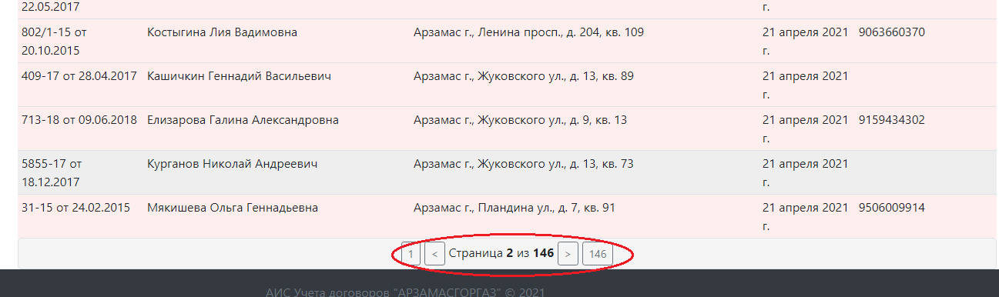 22.05.2017 г.
802/1-15 от Костыгина Лия Вадимовна Арзамас г., Ленина просп., д. 204, кв. 109 21 апреля 2021 9063660370
20.10.2015 г.
409-17 от 28.04.2017 Кашичкин Геннадий Васильевич Арзамас г., Жуковского ул., д. 13, кв. 89 21 апреля 2021
г.
713-18 от 09.06.2018 Елизарова Галина Александровна Арзамас г., Жуковского ул., д. 9, кв. 13 21 апреля 2021 9159434302
г.
5855-17 от Курганов Николай Андреевич Арзамас г., Жуковского ул., д. 13, кв. 73 21 апреля 2021
18.12.2017 г.
31-15 от 24.02.2015 Мякишева Ольга Геннадьевна Арзамас г., Пландина ул., д. 7, кв. 91 21 апреля 2021 9506009914
г.
1 < Страница 2 из 146 > 146
АИС Учета договоров "АРЗАМАСГОРГАЗ" © 2021